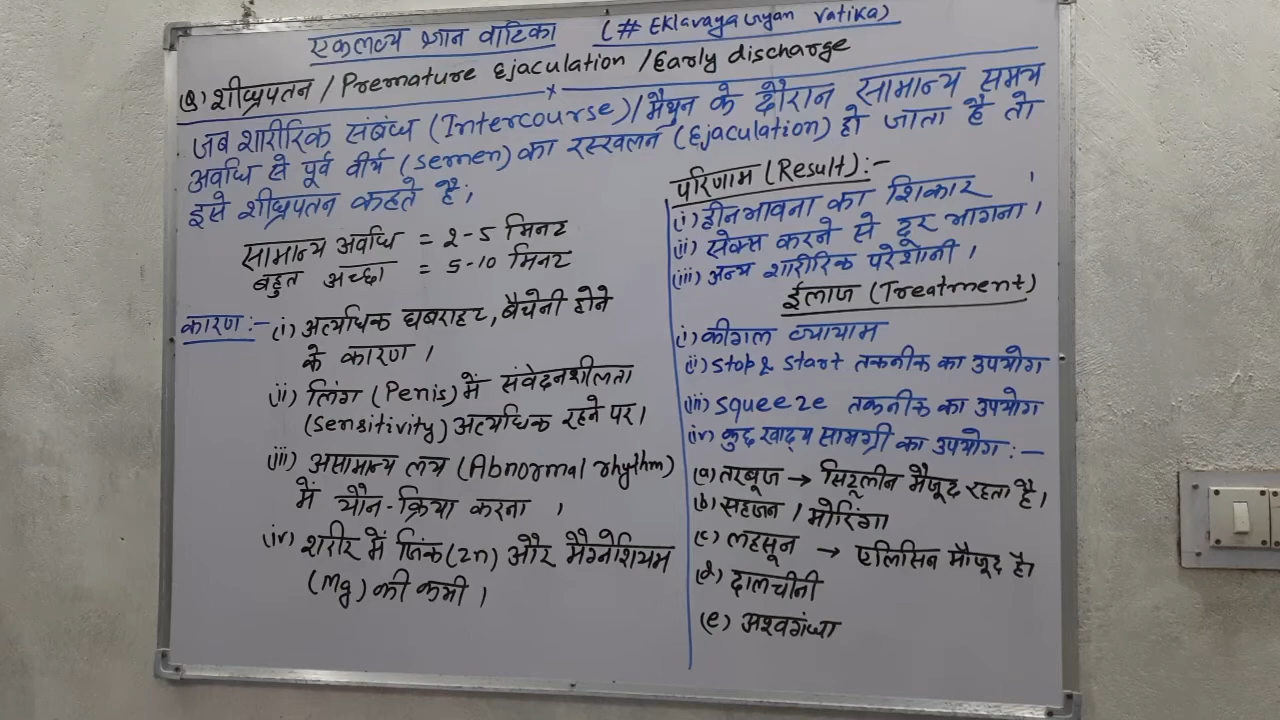 एकलव्य ज्ञान वाटिका (# Eklavaya Gyan Vatika)
(Q) शीघ्रपतन / Premature Ejaculation / Early discharge
जब शारीरिक संबंध (Intercourse) / मैथुन के दौरान सामान्य समय
अवधि से पूर्व वीर्य (semen) का स्खलन (Ejaculation) हो जाता है तो
इसे शीघ्रपतन कहते हैं।
सामान्य अवधि = 2-5 मिनट
बहुत अच्छा = 5-10 मिनट
कारण :- (i) अत्यधिक घबराहट, बैचेनी होने
के कारण ।
(ii) लिंग (Penis) में संवेदनशीलता
(Sensitivity) अत्यधिक रहने पर।
(iii) असामान्य लय (Abnormal rhythm)
में यौन-क्रिया करना ।
(iv) शरीर में जिंक (Zn) और मैग्नेशियम
(Mg) की कमी ।
परिणाम (Result) :-
(i) हीनभावना का शिकार ।
(ii) सेक्स करने से दूर भागना ।
(iii) अन्य शारीरिक परेशानी ।
ईलाज (Treatment)
(i) कीगल व्यायाम
(ii) stop & start तकनीक का उपयोग
(iii) squeeze तकनीक का उपयोग
(iv) कुछ खाद्य सामग्री का उपयोग :-
(a) तरबूज → सिट्रूलीन मैजूद रहता है।
(b) सहजन / मोरिंगा
(c) लहसून → एलिसिन मौजूद है।
(d) दालचीनी
(e) अश्वगंधा